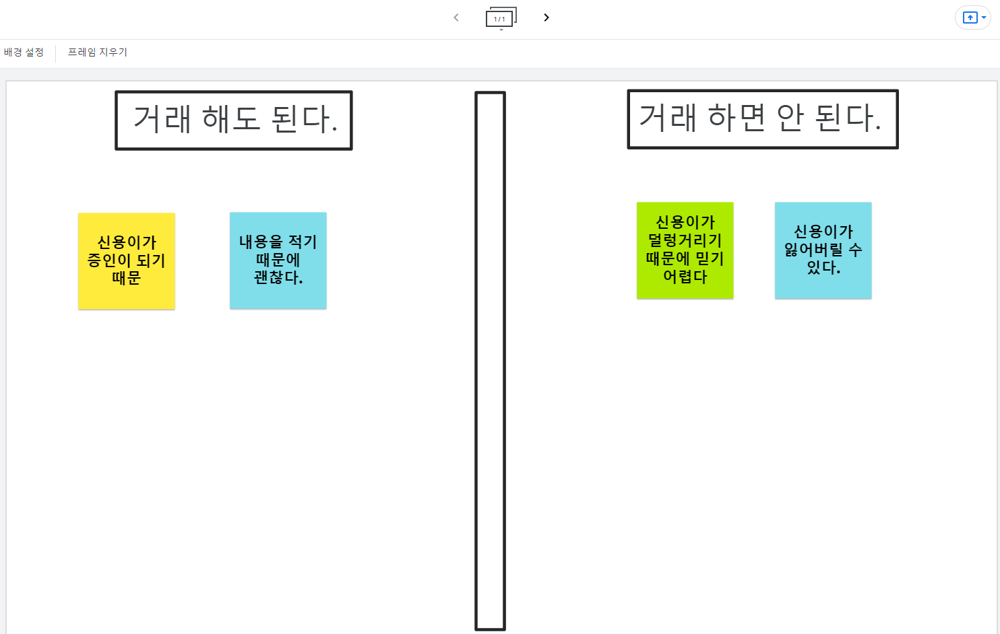 1 / 1
배경 설정
프레임 지우기
거래 해도 된다.
거래 하면 안 된다.
신용이가
증인이 되기
때문
내용을 적기
때문에
괜찮다.
신용이가
덜렁거리기
때문에 믿기
어렵다
신용이가
잃어버릴 수
있다.